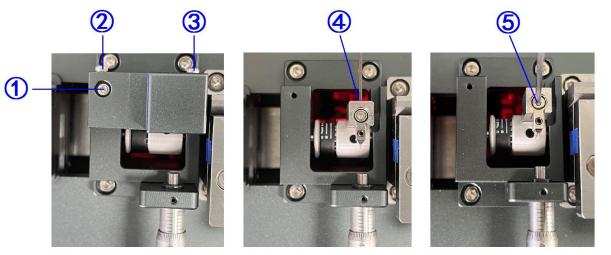 ① ② ③ ④ ⑤